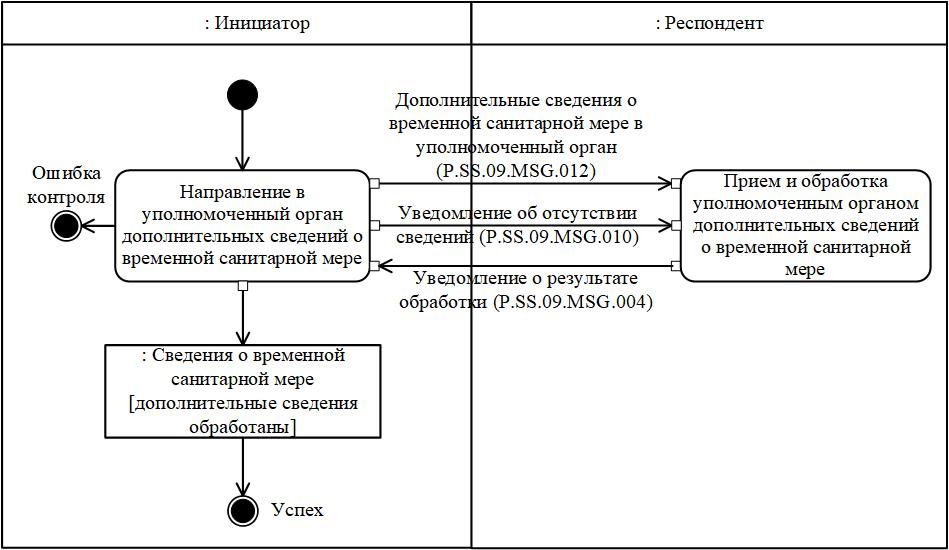 : Инициатор
: Респондент
Дополнительные сведения о
временной санитарной мере в
уполномоченный орган
(P.SS.09.MSG.012)
Ошибка
контроля
Направление в
уполномоченный орган
дополнительных сведений о
временной санитарной мере
Уведомление об отсутствии
сведений (P.SS.09.MSG.010)
Уведомление о результате
обработки (P.SS.09.MSG.004)
Прием и обработка
уполномоченным органом
дополнительных сведений
о временной санитарной
мере
: Сведения о временной
санитарной мере
[дополнительные сведения
обработаны]
Успех